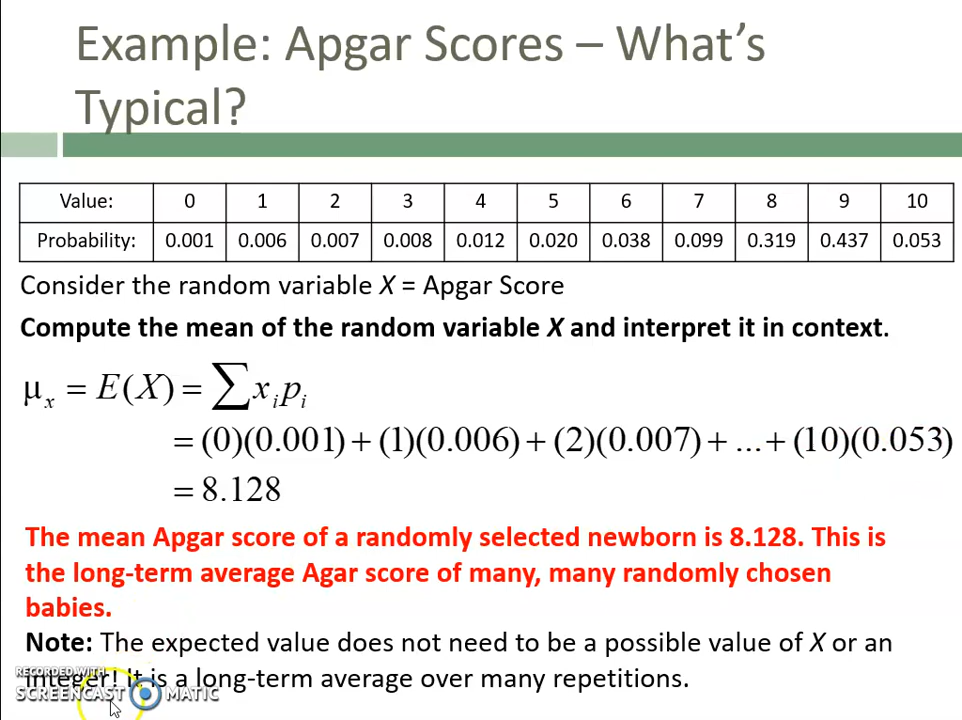 Example: Apgar Scores – What's
Typical?
Value: 0 1 2 3 4 5 6 7 8 9 10
Probability: 0.001 0.006 0.007 0.008 0.012 0.020 0.038 0.099 0.319 0.437 0.053
Consider the random variable X = Apgar Score
Compute the mean of the random variable X and interpret it in context.
μx = E(X) = ∑ xi pi
= (0)(0.001) + (1)(0.006) + (2)(0.007) + ... + (10)(0.053)
= 8.128
The mean Apgar score of a randomly selected newborn is 8.128. This is
the long-term average Agar score of many, many randomly chosen
babies.
Note: The expected value does not need to be a possible value of X or an
integer! It is a long-term average over many repetitions.
RECORDED WITH
SCREENCAST MATIC